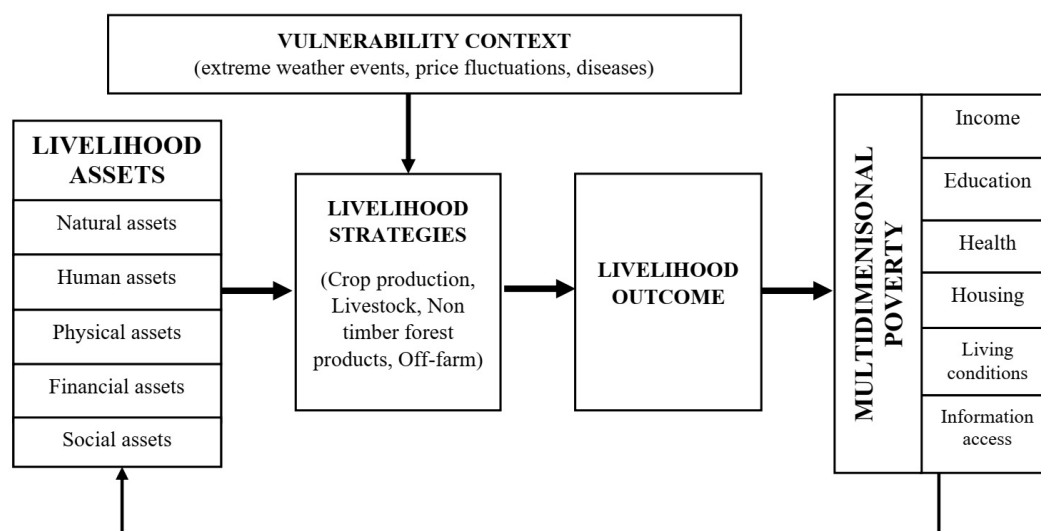 VULNERABILITY CONTEXT
(extreme weather events, price fluctuations, diseases)
LIVELIHOOD
ASSETS
Natural assets
Human assets
Physical assets
Financial assets
Social assets
LIVELIHOOD
STRATEGIES
(Crop production,
Livestock, Non
timber forest
products, Off-farm)
LIVELIHOOD
OUTCOME
MULTIDIMENISONAL
POVERTY
Income
Education
Health
Housing
Living
conditions
Information
access